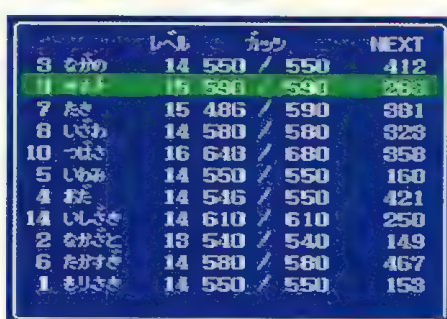 レベル ガッツ NEXT
3 なかの 14 550 / 550 412
15 590 / 590
7 たき 15 486 / 590 381
8 いざわ 14 580 / 580 323
10 つばさ 16 648 / 680 358
5 いわみ 14 550 / 550 160
4 おだ 14 546 / 550 421
14 いしざき 14 610 / 610 250
2 ながさと 13 540 / 540 149
6 たかすぎ 14 580 / 580 467
1 もりさき 14 550 / 550 153